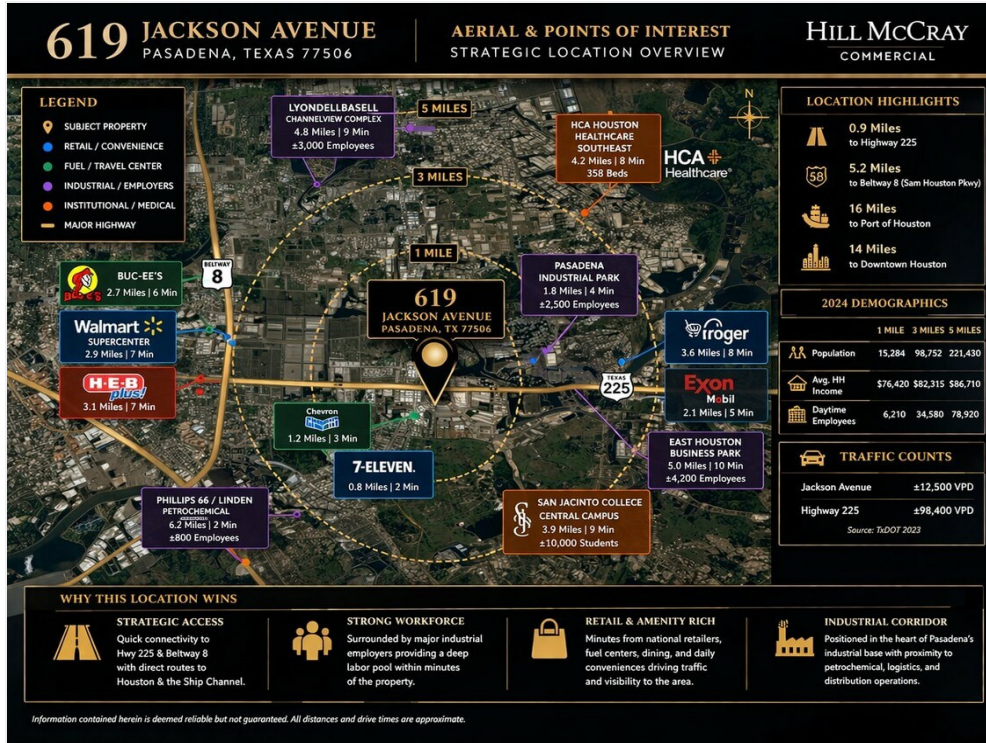 619 JACKSON AVENUE
PASADENA, TEXAS 77506
AERIAL & POINTS OF INTEREST
STRATEGIC LOCATION OVERVIEW
HILL MCCRAY
COMMERCIAL
LEGEND
SUBJECT PROPERTY
RETAIL / CONVENIENCE
FUEL / TRAVEL CENTER
INDUSTRIAL / EMPLOYERS
INSTITUTIONAL / MEDICAL
MAJOR HIGHWAY
LYONDELLBASELL
CHANNELVIEW COMPLEX
4.8 Miles | 9 Min
±3,000 Employees
5 MILES
3 MILES
1 MILE
HCA HOUSTON
HEALTHCARE
SOUTHEAST
4.2 Miles | 8 Min
358 Beds
HCA
Healthcare®
N
BUC-EE'S
2.7 Miles | 6 Min
BELTWAY
8
Walmart
SUPERCENTER
2.9 Miles | 7 Min
H-E-B
plus!
3.1 Miles | 7 Min
619
JACKSON AVENUE
PASADENA, TX 77506
PASADENA
INDUSTRIAL PARK
1.8 Miles | 4 Min
±2,500 Employees
3.6 Miles | 8 Min
TEXAS
225
Exxon
Mobil
2.1 Miles | 5 Min
Chevron
1.2 Miles | 3 Min
7-ELEVEN.
0.8 Miles | 2 Min
EAST HOUSTON
BUSINESS PARK
5.0 Miles | 10 Min
±4,200 Employees
PHILLIPS 66 / LINDEN
PETROCHEMICAL
6.2 Miles | 2 Min
±800 Employees
SAN JACINTO COLLEGE
CENTRAL CAMPUS
3.9 Miles | 9 Min
±10,000 Students
LOCATION HIGHLIGHTS
0.9 Miles
to Highway 225
58
5.2 Miles
to Beltway 8 (Sam Houston Pkwy)
16 Miles
to Port of Houston
14 Miles
to Downtown Houston
2024 DEMOGRAPHICS
1 MILE 3 MILES 5 MILES
Population 15,284 98,752 221,430
Avg. HH Income $76,420 $82,315 $86,710
Daytime Employees 6,210 34,580 78,920
TRAFFIC COUNTS
Jackson Avenue ±12,500 VPD
Highway 225 ±98,400 VPD
Source: TxDOT 2023
WHY THIS LOCATION WINS
STRATEGIC ACCESS
Quick connectivity to
Hwy 225 & Beltway 8
with direct routes to
Houston & the Ship Channel.
STRONG WORKFORCE
Surrounded by major industrial
employers providing a deep
labor pool within minutes
of the property.
RETAIL & AMENITY RICH
Minutes from national retailers,
fuel centers, dining, and daily
conveniences driving traffic
and visibility to the area.
INDUSTRIAL CORRIDOR
Positioned in the heart of Pasadena's
industrial base with proximity to
petrochemical, logistics, and
distribution operations.
Information contained herein is deemed reliable but not guaranteed. All distances and drive times are approximate.